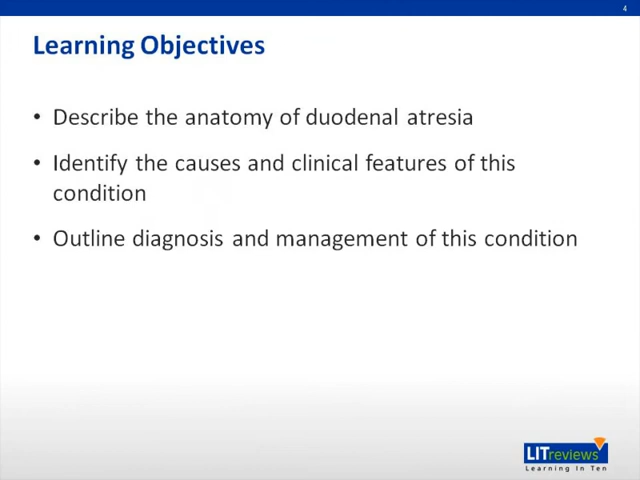 4
Learning Objectives
• Describe the anatomy of duodenal atresia
• Identify the causes and clinical features of this
condition
• Outline diagnosis and management of this condition
LITreviews
Learning In Ten